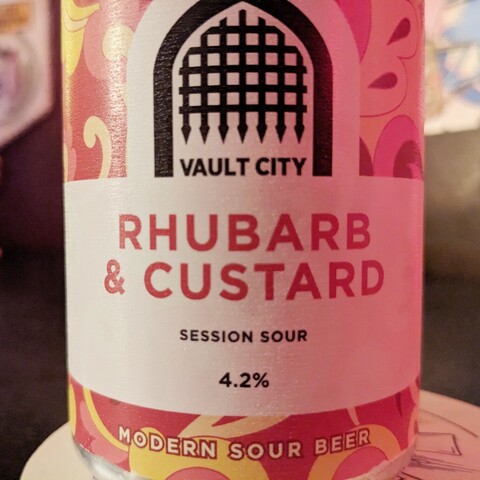 VAULT CITY
RHUBARB
& CUSTARD
SESSION SOUR
4.2%
MODERN SOUR BEER